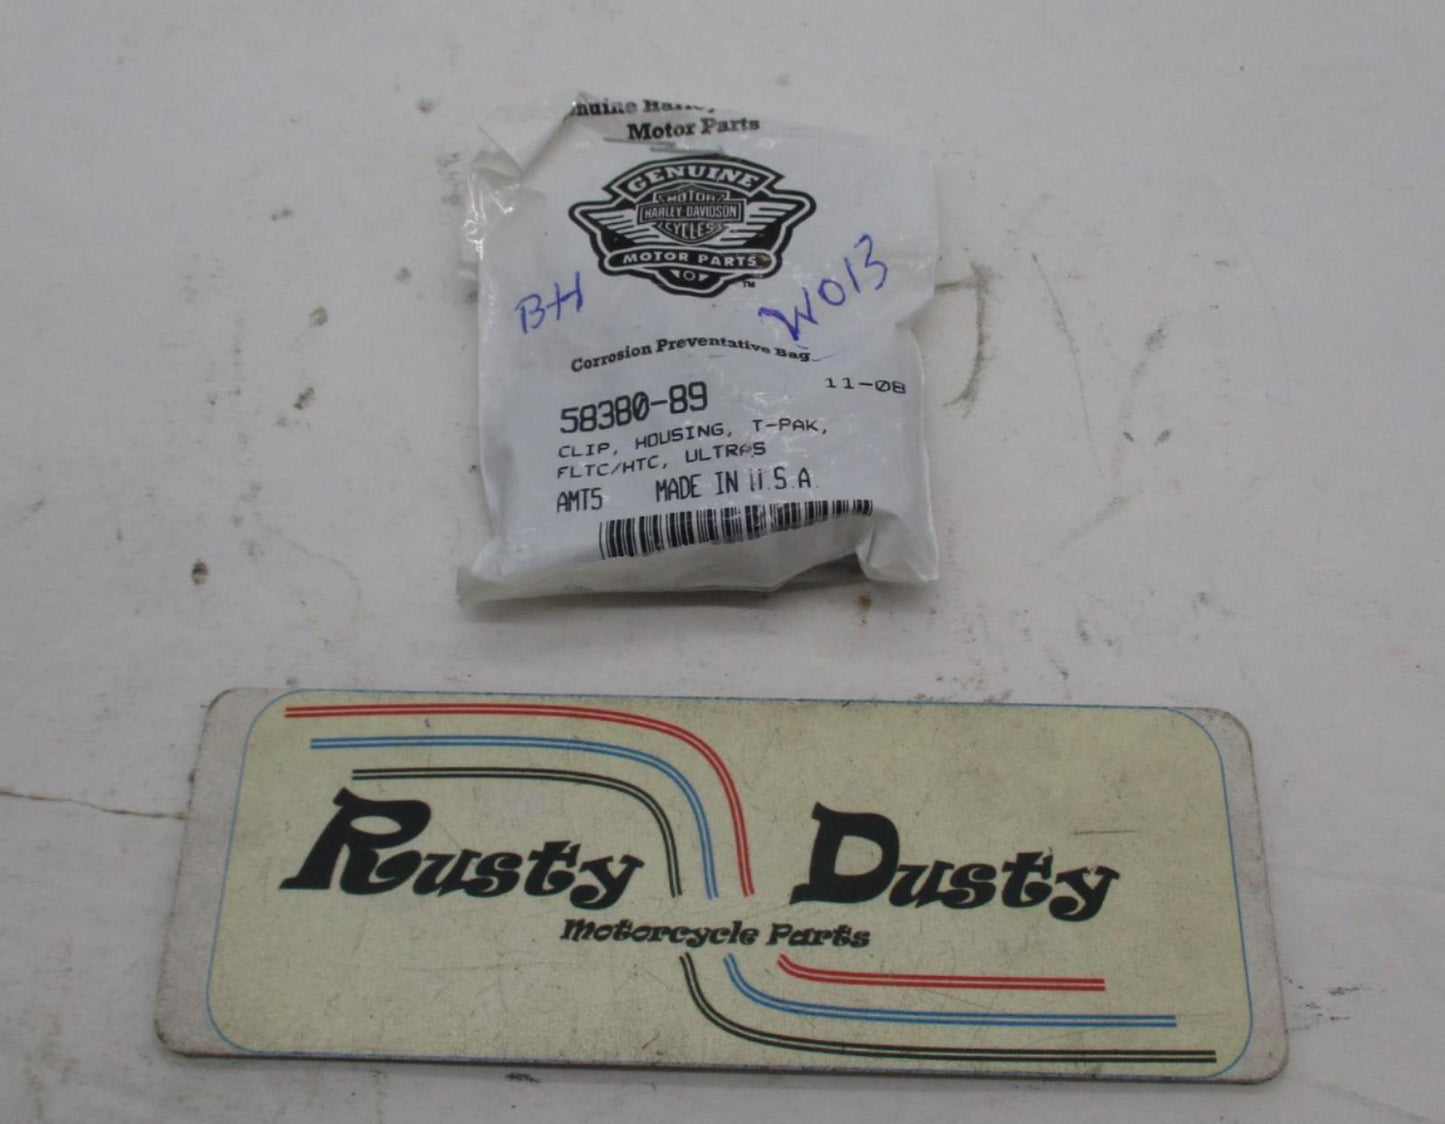 Motor Parts
GENUINE
MOTOR
HARLEY-DAVIDSON
CYCLES
MOTOR PARTS
TM
BH
W013
Corrosion Preventative Bag
11-08
58380-89
CLIP, HOUSING, T-PAK,
FLTC/HTC, ULTRAS
AMT5 MADE IN U.S.A.
Rusty Dusty
Motorcycle Parts